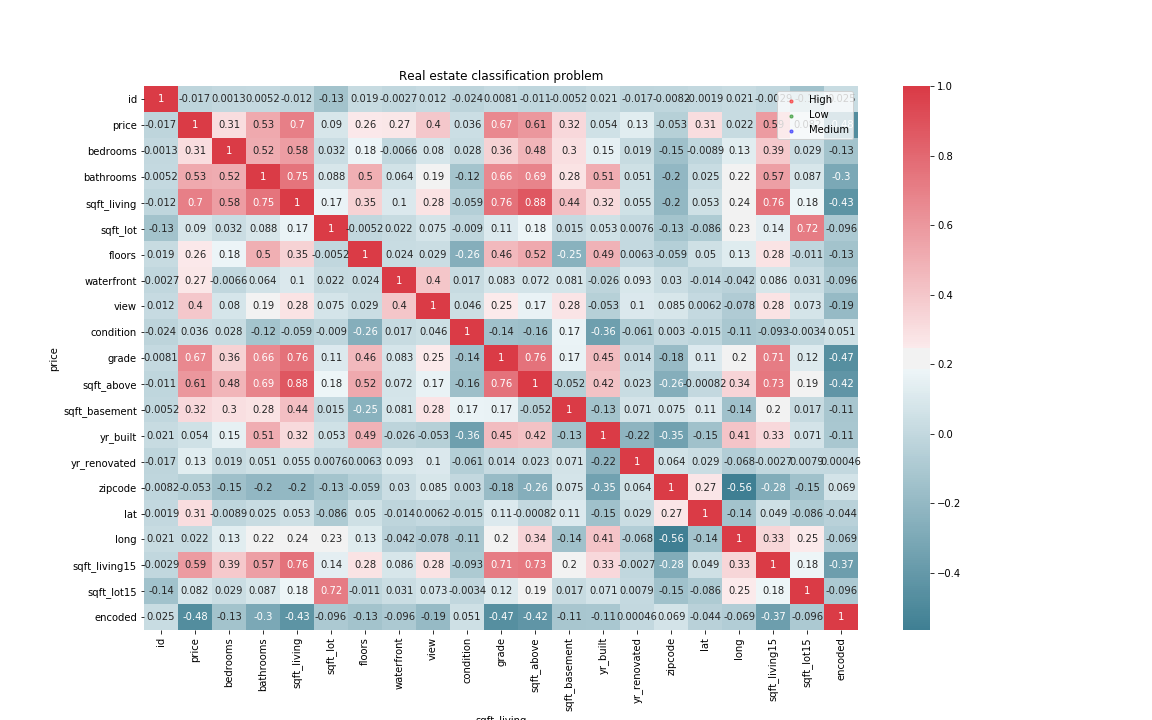 Real estate classification problem
High
Low
Medium
price
id 1 -0.017 0.0013 0.0052 -0.012 -0.13 0.019 -0.0027 0.012 -0.024 0.0081 -0.011 -0.0052 0.021 -0.017 -0.0082 -0.0019 0.021
price -0.017 1 0.31 0.53 0.7 0.09 0.26 0.27 0.4 0.036 0.67 0.61 0.32 0.054 0.13 -0.053 0.31 0.022
bedrooms -0.0013 0.31 1 0.52 0.58 0.032 0.18 -0.0066 0.08 0.028 0.36 0.48 0.3 0.15 0.019 -0.15 -0.0089 0.13 0.39 0.029 -0.13
bathrooms -0.0052 0.53 0.52 1 0.75 0.088 0.5 0.064 0.19 -0.12 0.66 0.69 0.28 0.51 0.051 -0.2 0.025 0.22 0.57 0.087 -0.3
sqft_living -0.012 0.7 0.58 0.75 1 0.17 0.35 0.1 0.28 -0.059 0.76 0.88 0.44 0.32 0.055 -0.2 0.053 0.24 0.76 0.18 -0.43
sqft_lot -0.13 0.09 0.032 0.088 0.17 1 -0.0052 0.022 0.075 -0.009 0.11 0.18 0.015 0.053 0.0076 -0.13 -0.086 0.23 0.14 0.72 -0.096
floors 0.019 0.26 0.18 0.5 0.35 -0.0052 1 0.024 0.029 -0.26 0.46 0.52 -0.25 0.49 0.0063 -0.059 0.05 0.13 0.28 -0.011 -0.13
waterfront -0.0027 0.27 -0.0066 0.064 0.1 0.022 0.024 1 0.4 0.017 0.083 0.072 0.081 -0.026 0.093 0.03 -0.014 -0.042 0.086 0.031 -0.096
view 0.012 0.4 0.08 0.19 0.28 0.075 0.029 0.4 1 0.046 0.25 0.17 0.28 -0.053 0.1 0.085 0.0062 -0.078 0.28 0.073 -0.19
condition -0.024 0.036 0.028 -0.12 -0.059 -0.009 -0.26 0.017 0.046 1 -0.14 -0.16 0.17 -0.36 -0.061 0.003 -0.015 -0.11 -0.093 -0.0034 0.051
grade -0.0081 0.67 0.36 0.66 0.76 0.11 0.46 0.083 0.25 -0.14 1 0.76 0.17 0.45 0.014 -0.18 0.11 0.2 0.71 0.12 -0.47
sqft_above -0.011 0.61 0.48 0.69 0.88 0.18 0.52 0.072 0.17 -0.16 0.76 1 -0.052 0.42 0.023 -0.26 -0.00082 0.34 0.73 0.19 -0.42
sqft_basement -0.0052 0.32 0.3 0.28 0.44 0.015 -0.25 0.081 0.28 0.17 0.17 -0.052 1 -0.13 0.071 0.075 0.11 -0.14 0.2 0.017 -0.11
yr_built 0.021 0.054 0.15 0.51 0.32 0.053 0.49 -0.026 -0.053 -0.36 0.45 0.42 -0.13 1 -0.22 -0.35 -0.15 0.41 0.33 0.071 -0.11
yr_renovated -0.017 0.13 0.019 0.051 0.055 0.0076 0.0063 0.093 0.1 -0.061 0.014 0.023 0.071 -0.22 1 0.064 0.029 -0.068 -0.0027 0.0079 0.00046
zipcode -0.0082 -0.053 -0.15 -0.2 -0.2 -0.13 -0.059 0.03 0.085 0.003 -0.18 -0.26 0.075 -0.35 0.064 1 0.27 -0.56 -0.28 -0.15 0.069
lat -0.0019 0.31 -0.0089 0.025 0.053 -0.086 0.05 -0.014 0.0062 -0.015 0.11 -0.00082 0.11 -0.15 0.029 0.27 1 -0.14 0.049 -0.086 -0.044
long 0.021 0.022 0.13 0.22 0.24 0.23 0.13 -0.042 -0.078 -0.11 0.2 0.34 -0.14 0.41 -0.068 -0.56 -0.14 1 0.33 0.25 -0.069
sqft_living15 -0.0029 0.59 0.39 0.57 0.76 0.14 0.28 0.086 0.28 -0.093 0.71 0.73 0.2 0.33 -0.0027 -0.28 0.049 0.33 1 0.18 -0.37
sqft_lot15 -0.14 0.082 0.029 0.087 0.18 0.72 -0.011 0.031 0.073 -0.0034 0.12 0.19 0.017 0.071 0.0079 -0.15 -0.086 0.25 0.18 1 -0.096
encoded 0.025 -0.48 -0.13 -0.3 -0.43 -0.096 -0.13 -0.096 -0.19 0.051 -0.47 -0.42 -0.11 -0.11 0.00046 0.069 -0.044 -0.069 -0.37 -0.096 1
id price bedrooms bathrooms sqft_living sqft_lot floors waterfront view condition grade sqft_above sqft_basement yr_built yr_renovated zipcode lat long sqft_living15 sqft_lot15 encoded
sqft_living
1.0
0.8
0.6
0.4
0.2
0.0
−0.2
−0.4